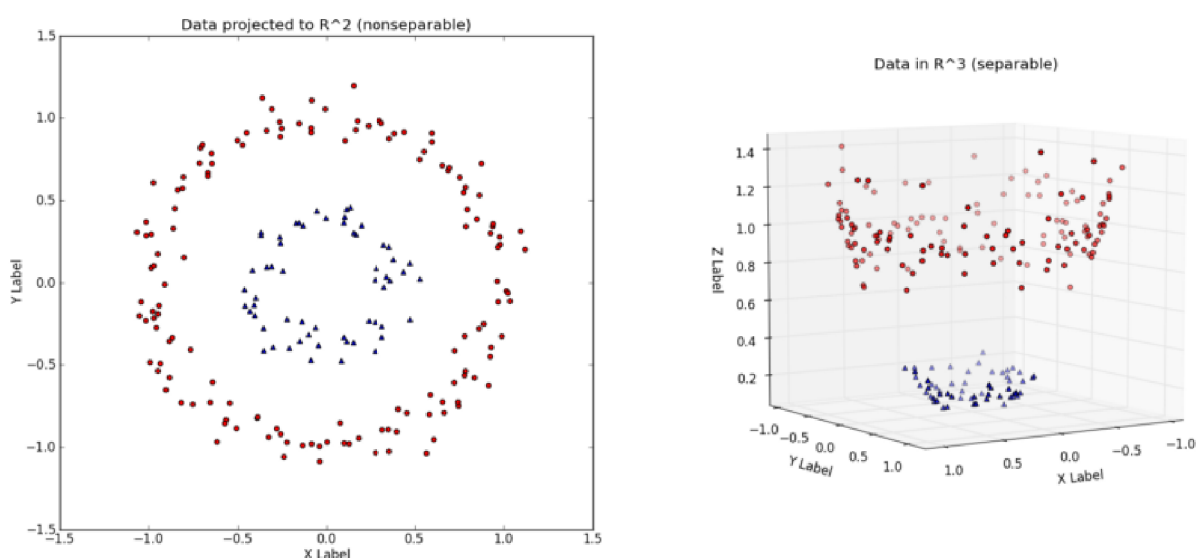 Data projected to R^2 (nonseparable)
1.5
1.0
0.5
0.0
−0.5
−1.0
−1.5
Y Label
−1.5 −1.0 −0.5 0.0 0.5 1.0 1.5
X Label
Data in R^3 (separable)
1.4
1.2
1.0
0.8
0.6
0.4
0.2
Z Label
−1.0 −0.5 0.0 0.5 1.0
Y Label
1.0 0.5 0.0 −0.5 −1.0
X Label